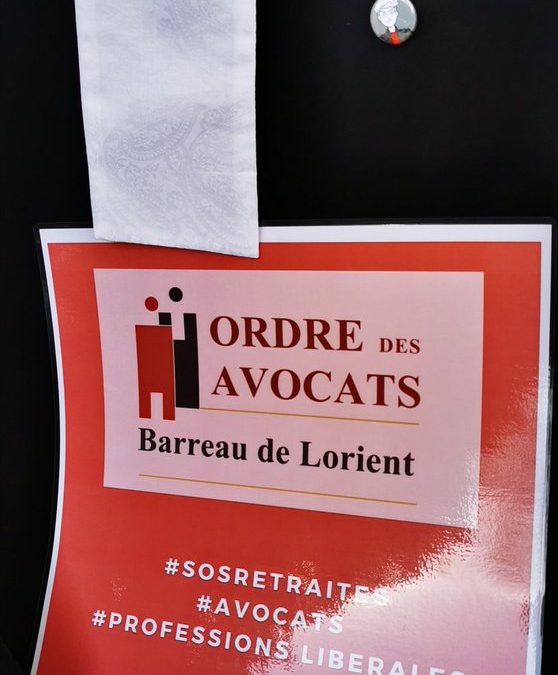 ORDRE DES
AVOCATS
Barreau de Lorient
#SOSRETRAITES
#AVOCATS
#PROFESSIONS LIBERALES